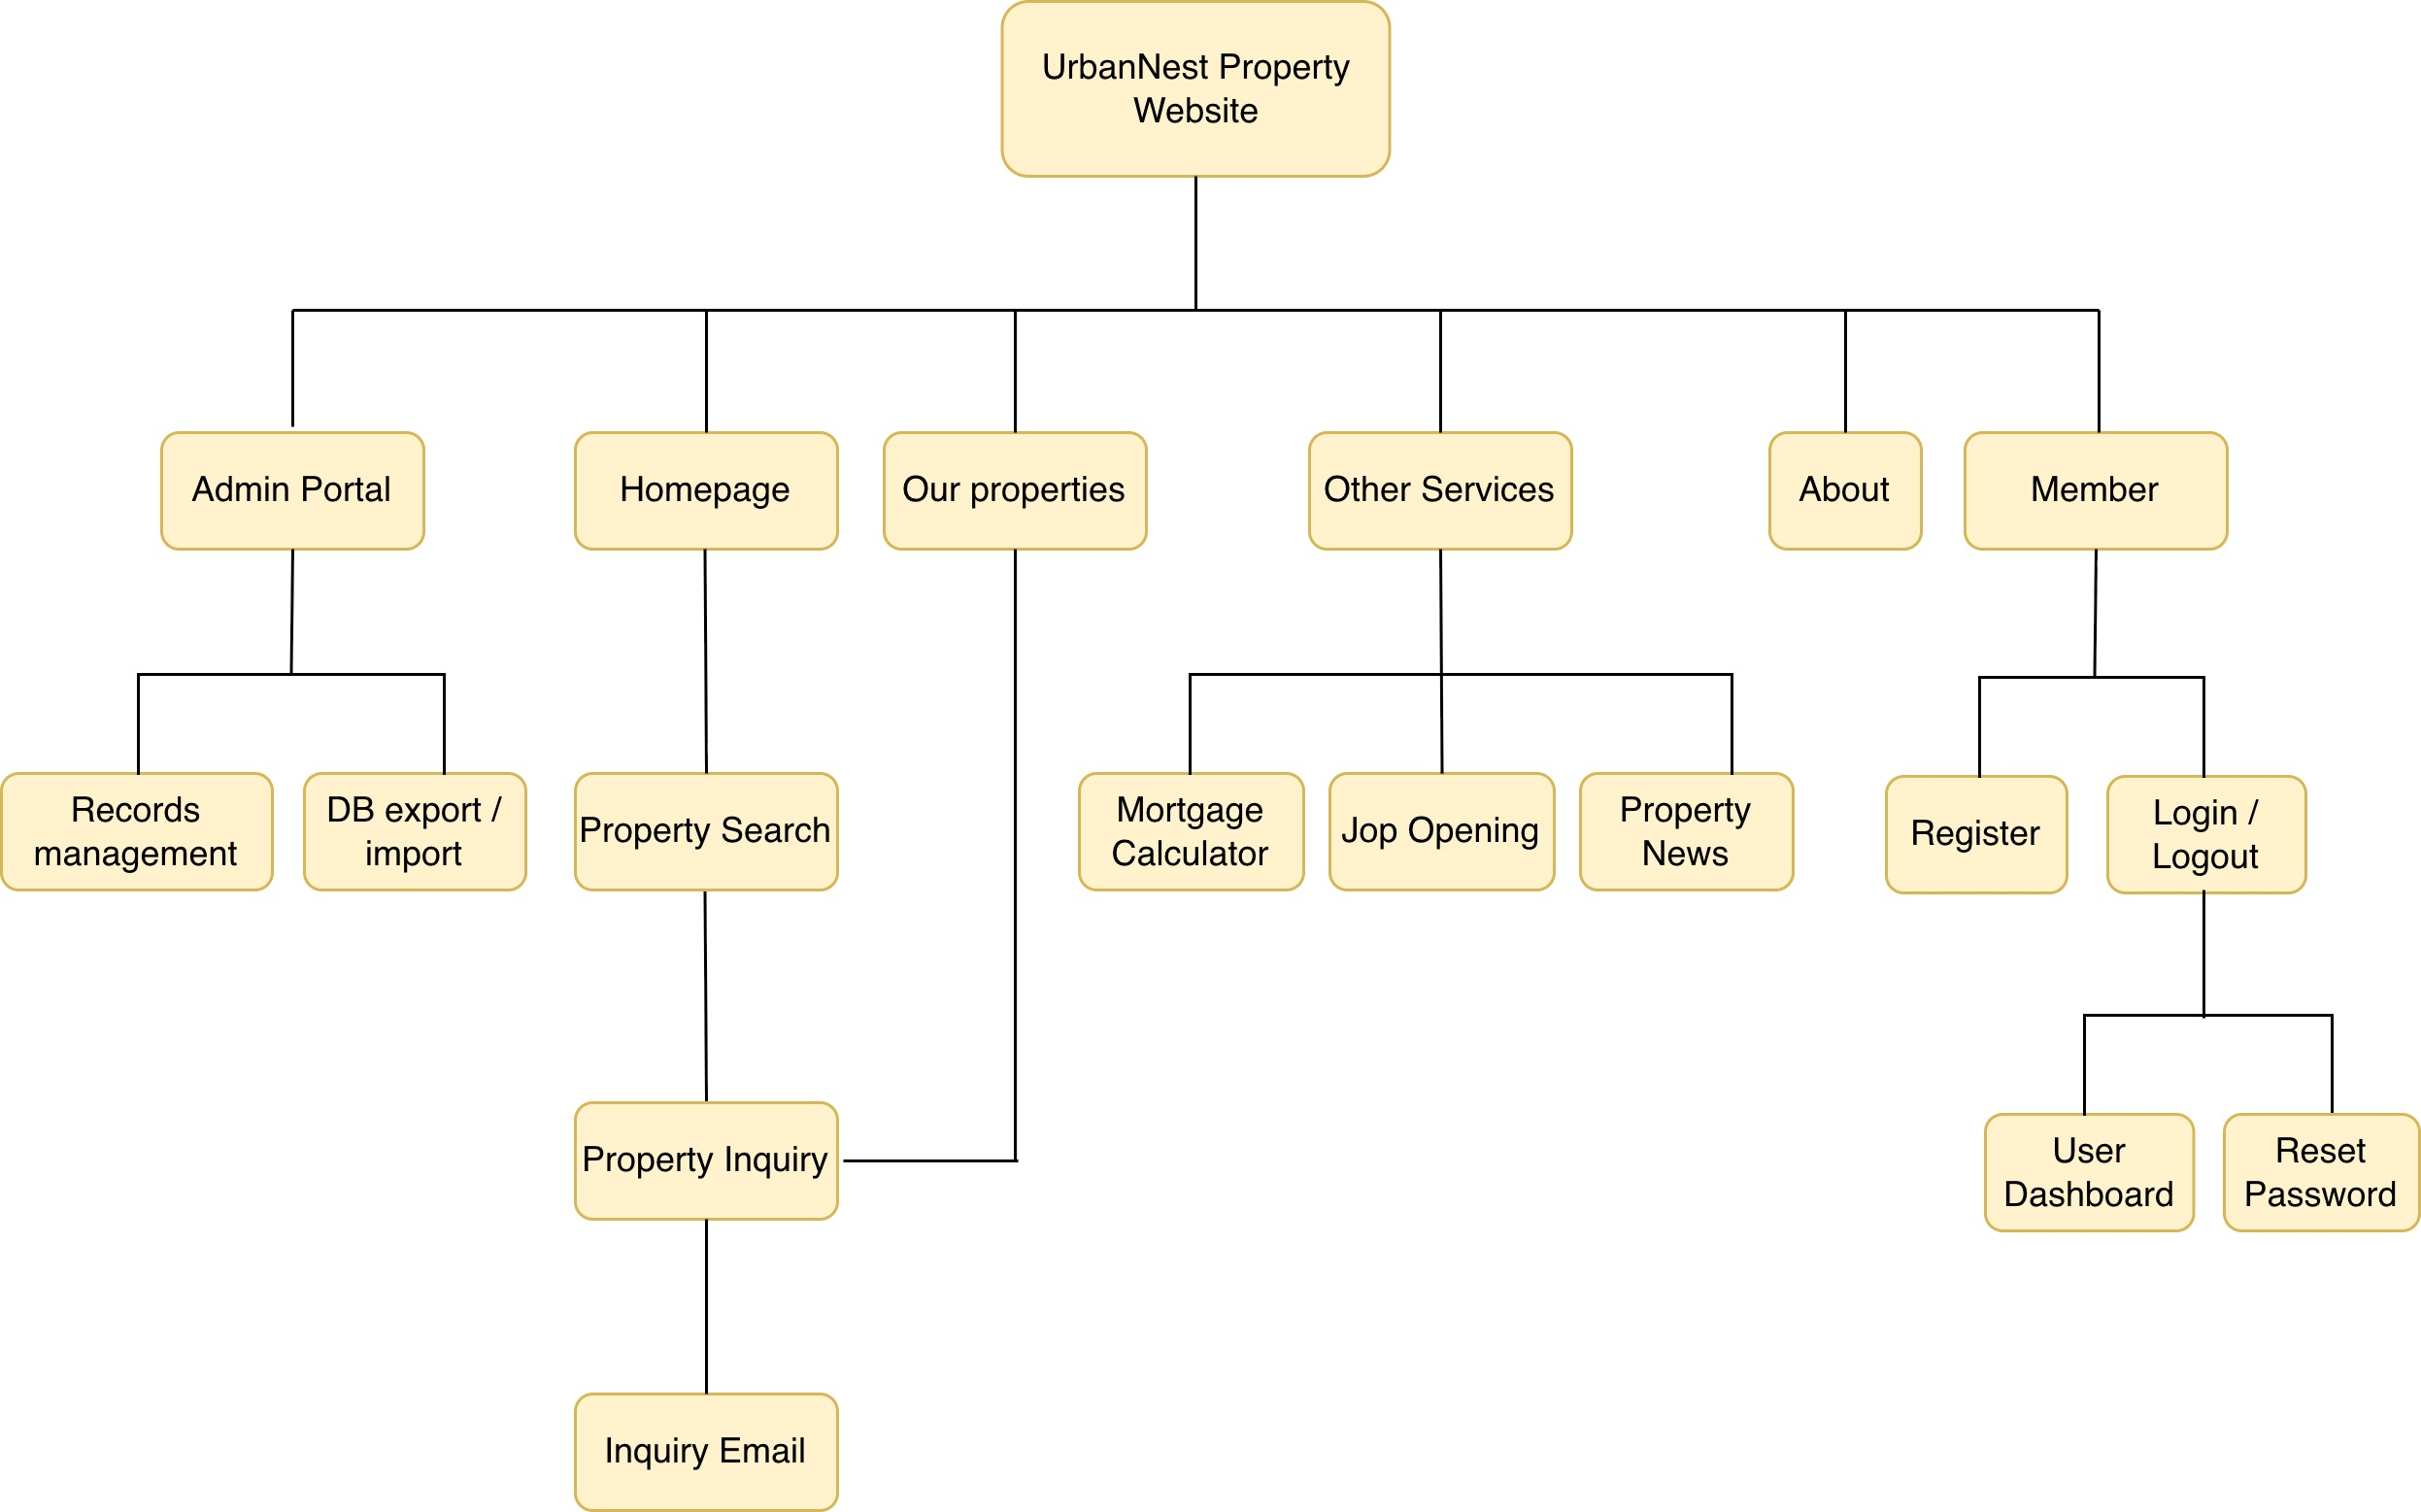 UrbanNest Property
Website
Admin Portal
Homepage
Our properties
Other Services
About
Member
Records
management
DB export /
import
Property Search
Mortgage
Calculator
Jop Opening
Property
News
Register
Login /
Logout
Property Inquiry
User
Dashboard
Reset
Password
Inquiry Email